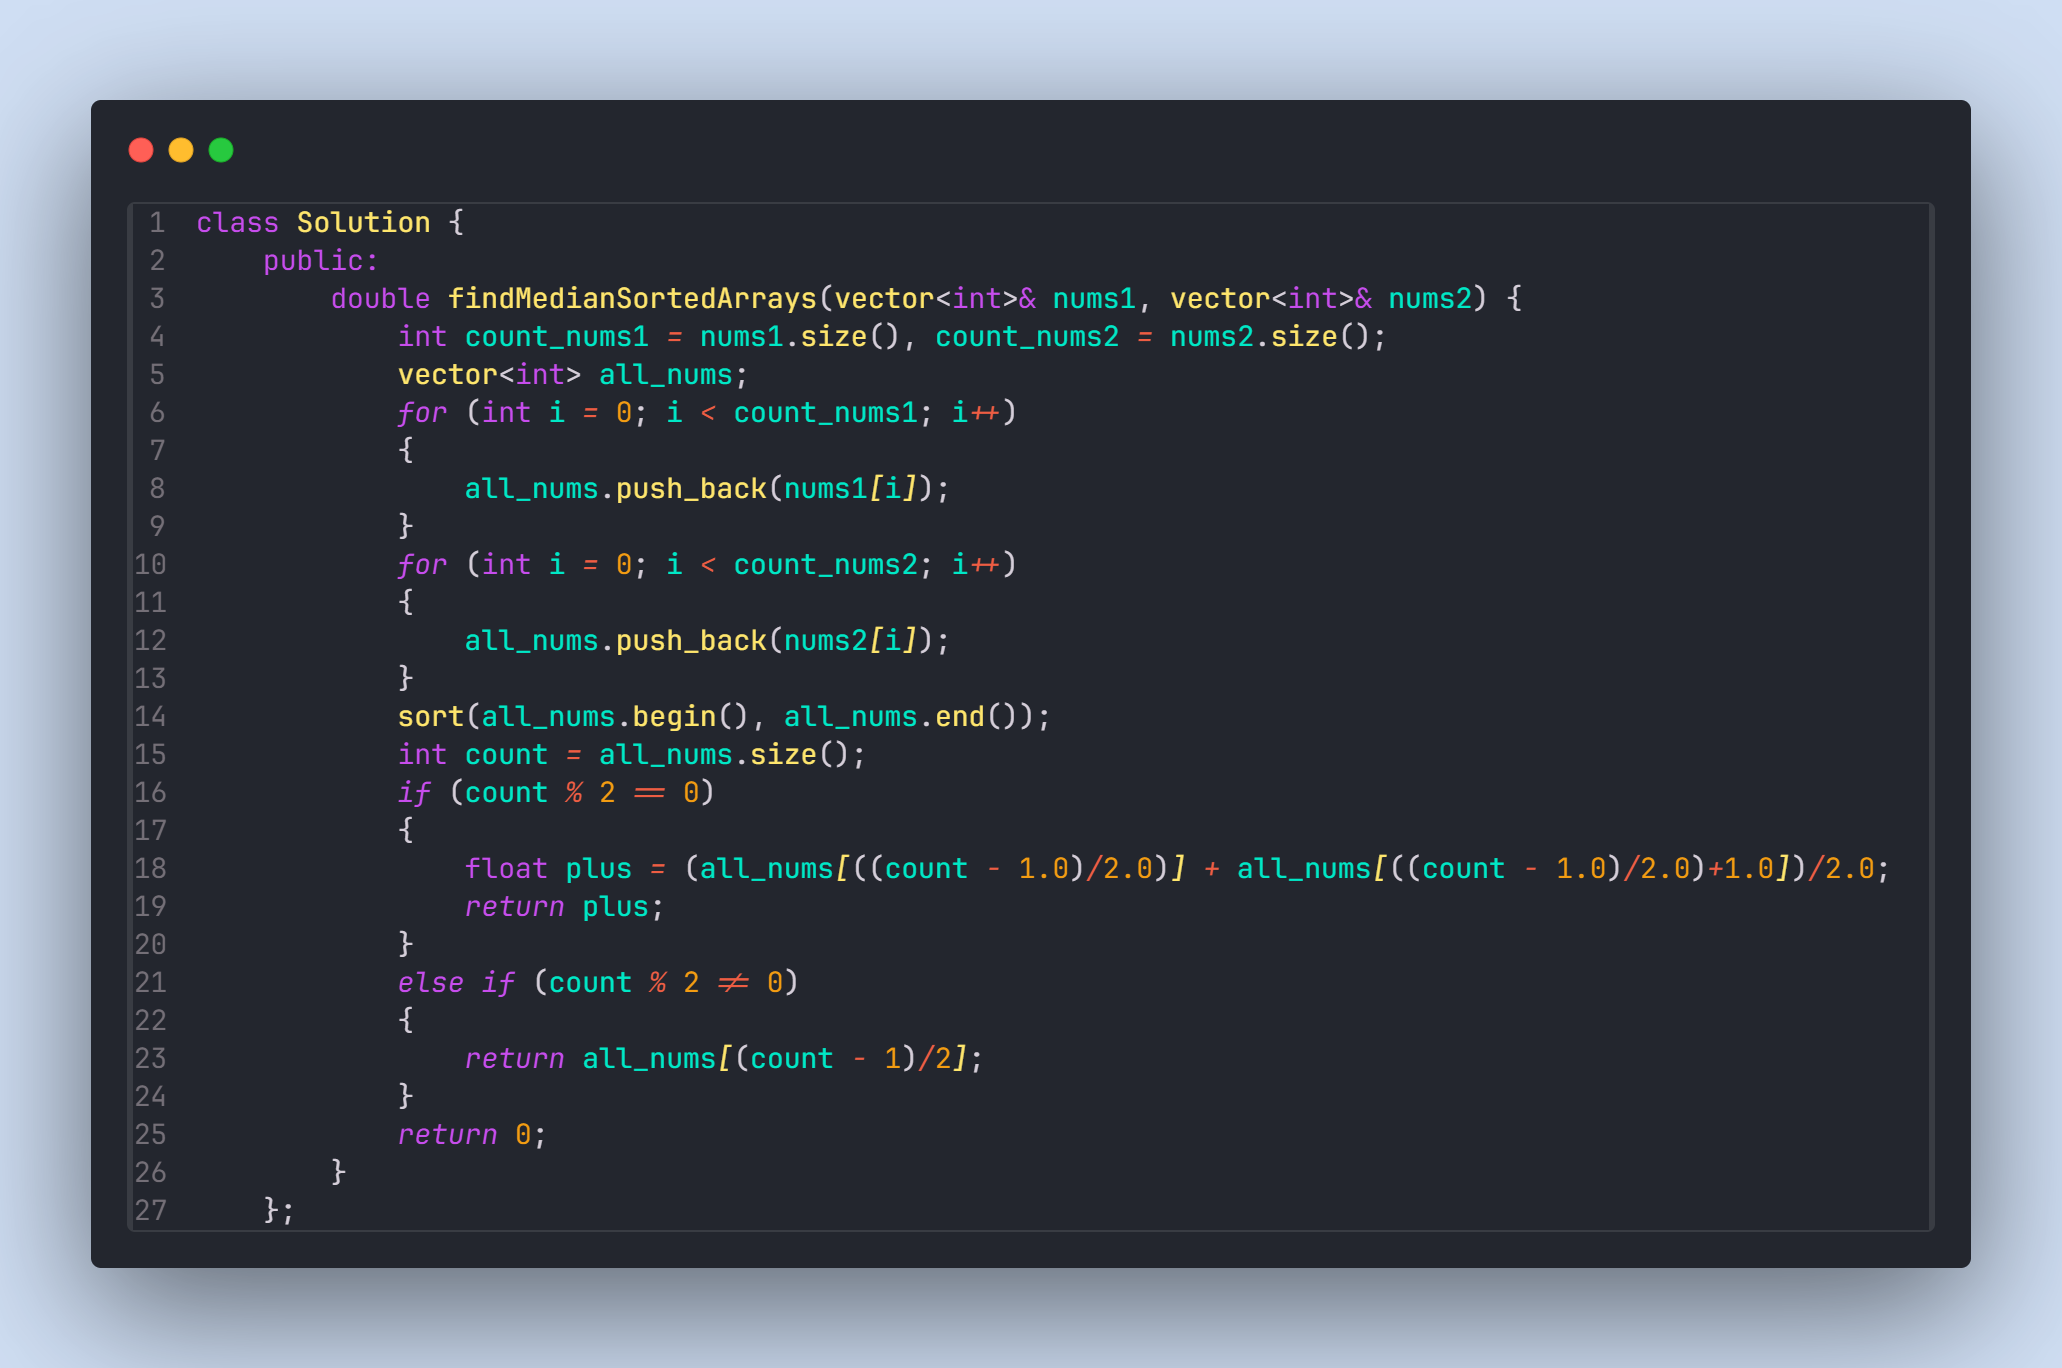 1 class Solution {
2     public:
3         double findMedianSortedArrays(vector<int>& nums1, vector<int>& nums2) {
4             int count_nums1 = nums1.size(), count_nums2 = nums2.size();
5             vector<int> all_nums;
6             for (int i = 0; i < count_nums1; i++)
7             {
8                 all_nums.push_back(nums1[i]);
9             }
10             for (int i = 0; i < count_nums2; i++)
11             {
12                 all_nums.push_back(nums2[i]);
13             }
14             sort(all_nums.begin(), all_nums.end());
15             int count = all_nums.size();
16             if (count % 2 == 0)
17             {
18                 float plus = (all_nums[((count - 1.0)/2.0)] + all_nums[((count - 1.0)/2.0)+1.0])/2.0;
19                 return plus;
20             }
21             else if (count % 2 != 0)
22             {
23                 return all_nums[(count - 1)/2];
24             }
25             return 0;
26         }
27     };